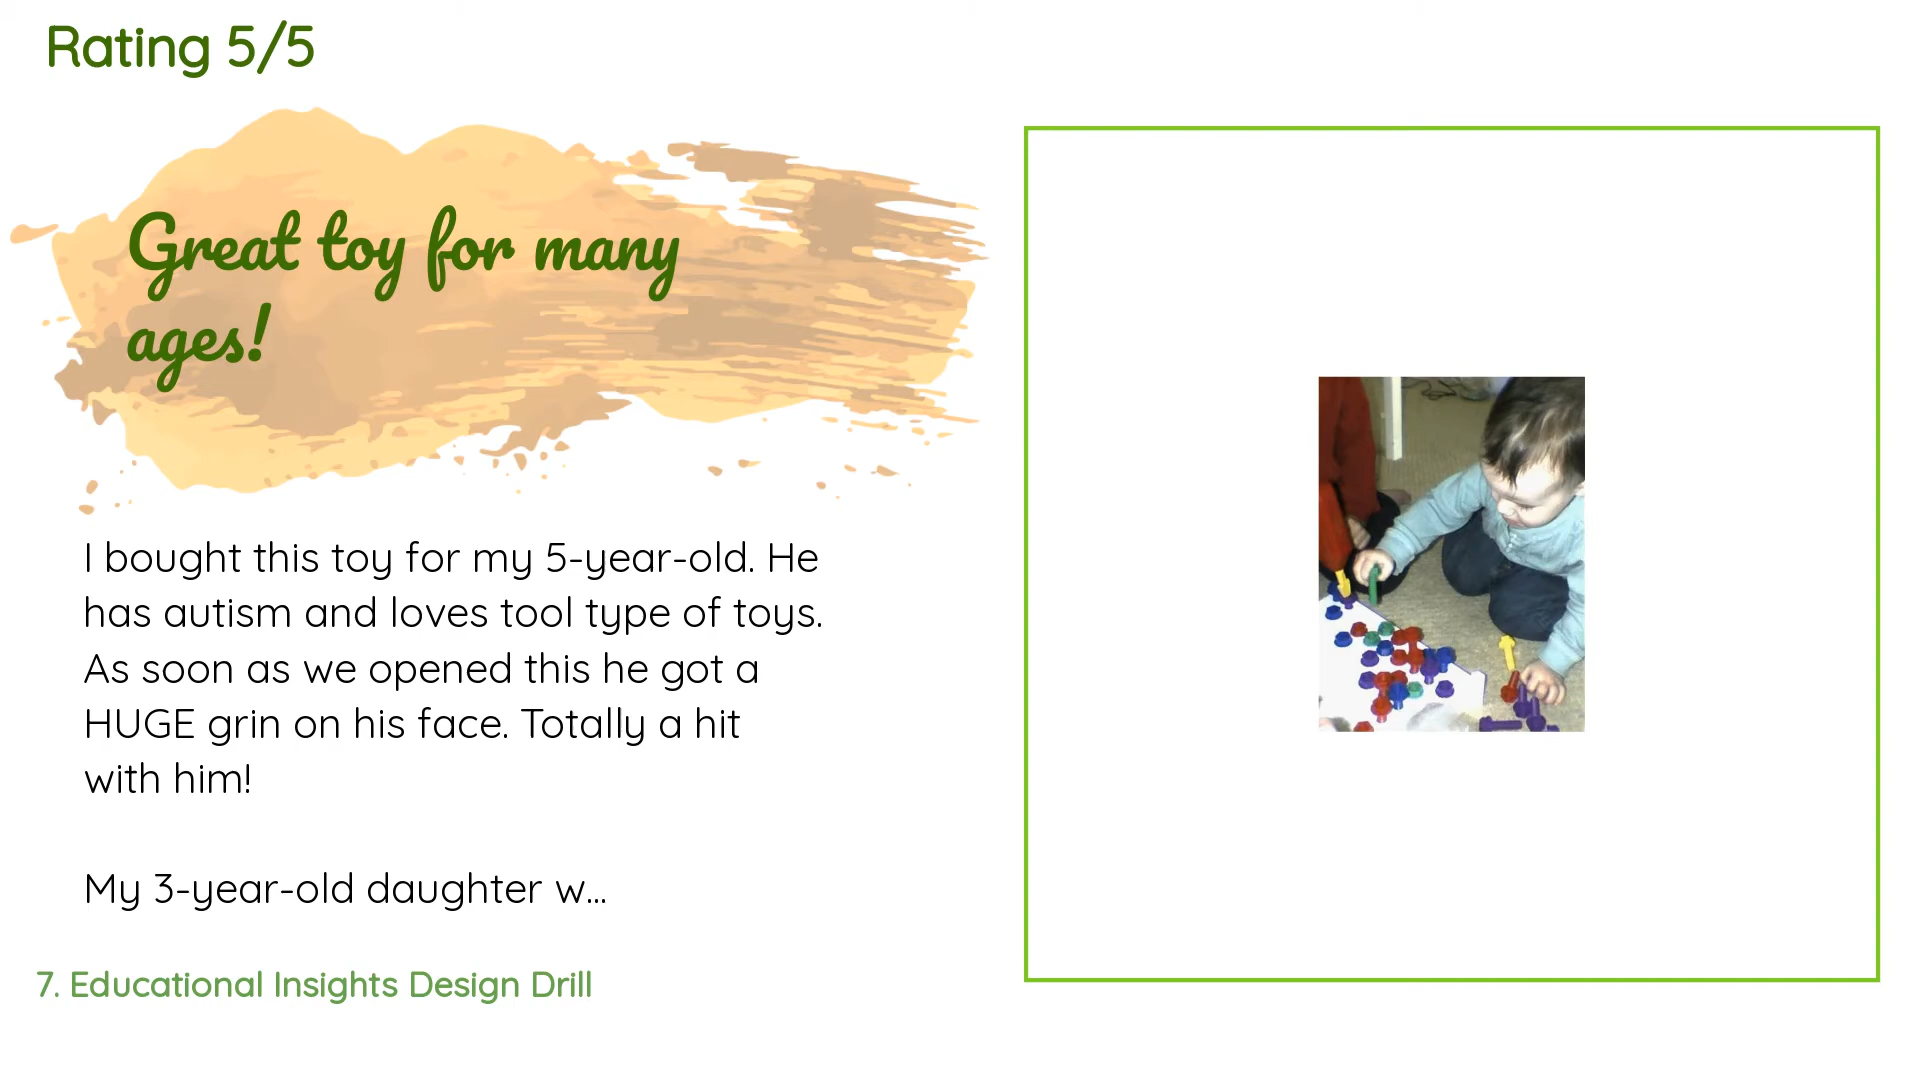 Rating 5/5
Great toy for many
ages!
I bought this toy for my 5-year-old. He
has autism and loves tool type of toys.
As soon as we opened this he got a
HUGE grin on his face. Totally a hit
with him!
My 3-year-old daughter w...
7. Educational Insights Design Drill